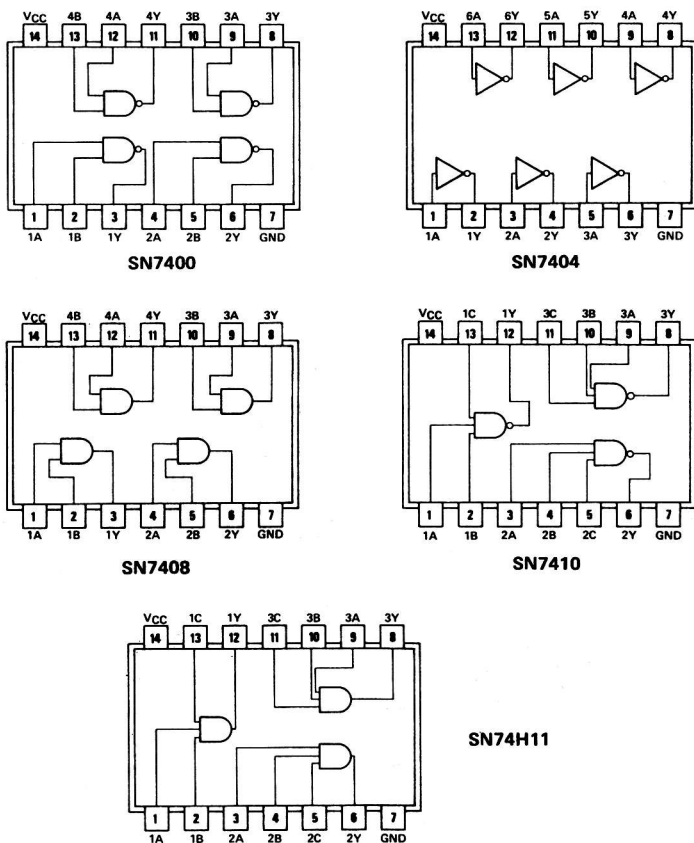 VCC 4B 4A 4Y 3B 3A 3Y
14 13 12 11 10 9 8
1 2 3 4 5 6 7
1A 1B 1Y 2A 2B 2Y GND
SN7400
VCC 6A 6Y 5A 5Y 4A 4Y
14 13 12 11 10 9 8
1 2 3 4 5 6 7
1A 1Y 2A 2Y 3A 3Y GND
SN7404
VCC 4B 4A 4Y 3B 3A 3Y
14 13 12 11 10 9 8
1 2 3 4 5 6 7
1A 1B 1Y 2A 2B 2Y GND
SN7408
VCC 1C 1Y 3C 3B 3A 3Y
14 13 12 11 10 9 8
1 2 3 4 5 6 7
1A 1B 2A 2B 2C 2Y GND
SN7410
VCC 1C 1Y 3C 3B 3A 3Y
14 13 12 11 10 9 8
1 2 3 4 5 6 7
1A 1B 2A 2B 2C 2Y GND
SN74H11